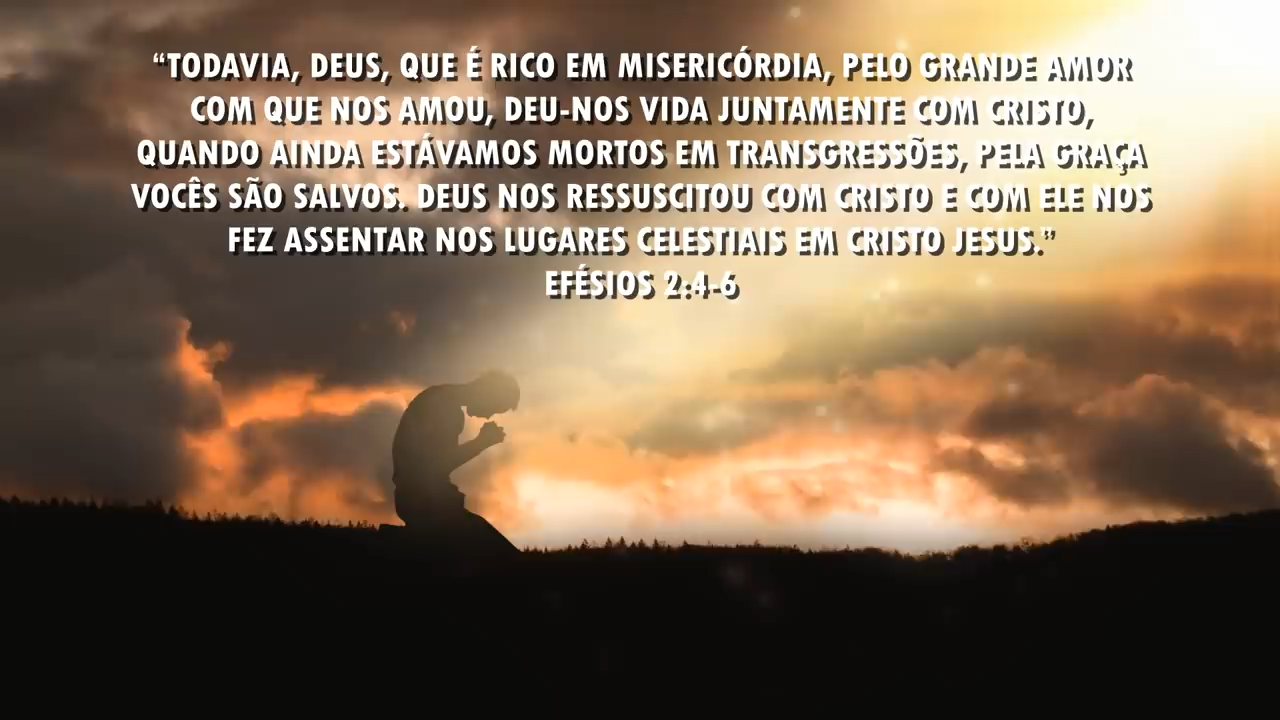 “TODAVIA, DEUS, QUE É RICO EM MISERICÓRDIA, PELO GRANDE AMOR
COM QUE NOS AMOU, DEU-NOS VIDA JUNTAMENTE COM CRISTO,
QUANDO AINDA ESTÁVAMOS MORTOS EM TRANSGRESSÕES, PELA GRAÇA
VOCÊS SÃO SALVOS. DEUS NOS RESSUSCITOU COM CRISTO E COM ELE NOS
FEZ ASSENTAR NOS LUGARES CELESTIAIS EM CRISTO JESUS.”
EFÉSIOS 2:4-6